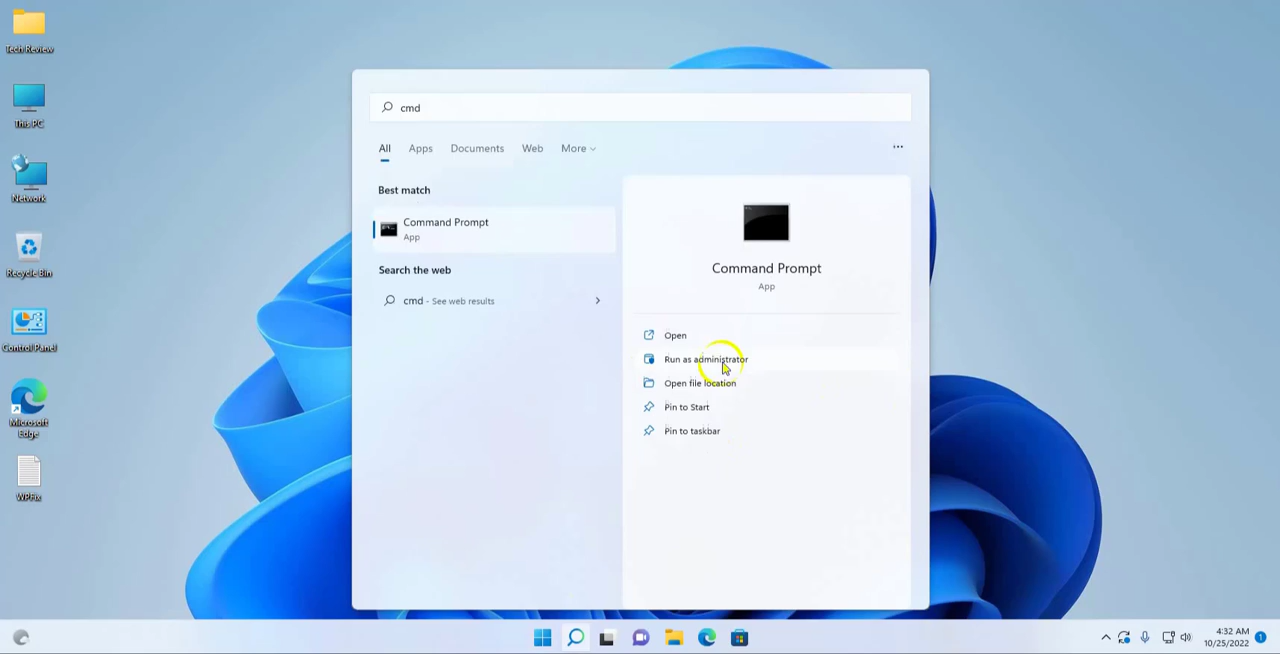 Tech Review
This PC
Network
Recycle Bin
Control Panel
Microsoft
Edge
WPFix
cmd
All Apps Documents Web More
Best match
Command Prompt
App
Search the web
cmd - See web results
Command Prompt
App
Open
Run as administrator
Open file location
Pin to Start
Pin to taskbar
4:32 AM
10/25/2022
1